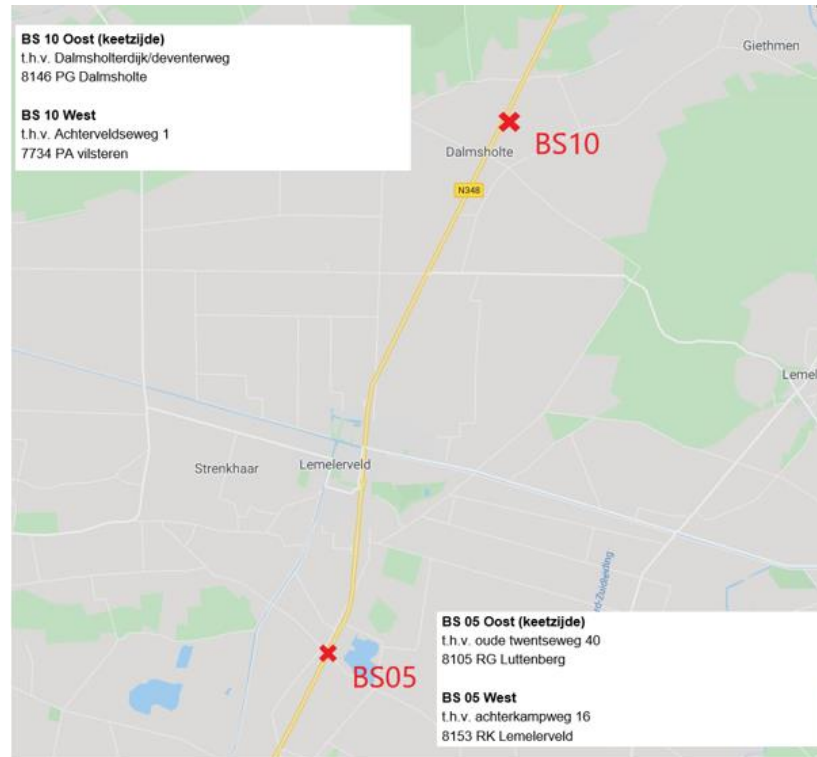 BS 10 Oost (keetzijde)
t.h.v. Dalmsholterdijk/deventerweg
8146 PG Dalmsholte
BS 10 West
t.h.v. Achterveldseweg 1
7734 PA vilsteren
Giethmen
BS10
Dalmsholte
N348
Lemel
Strenkhaar
Lemelerveld
rd-Zuidleiding
BS05
BS 05 Oost (keetzijde)
t.h.v. oude twentseweg 40
8105 RG Luttenberg
BS 05 West
t.h.v. achterkampweg 16
8153 RK Lemelerveld